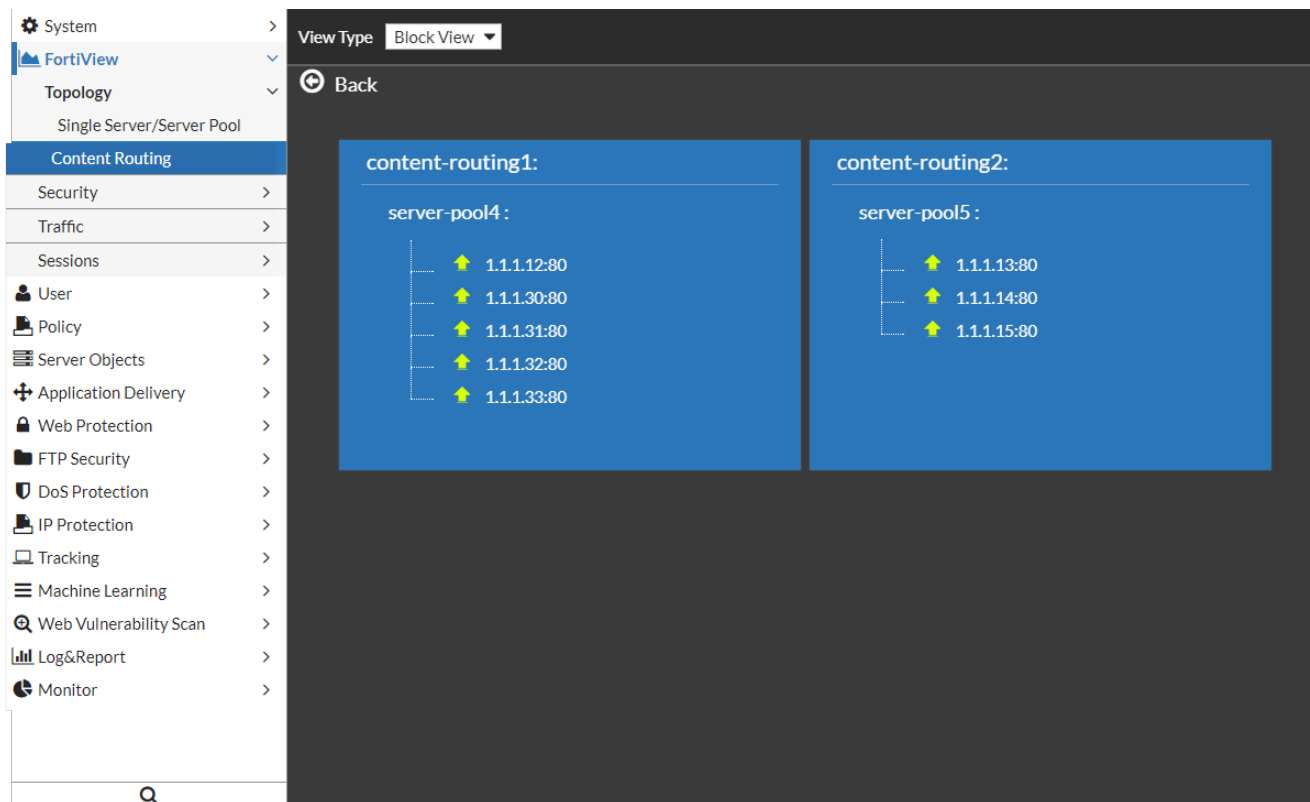 System
FortiView
Topology
Single Server/Server Pool
Content Routing
Security
Traffic
Sessions
User
Policy
Server Objects
Application Delivery
Web Protection
FTP Security
DoS Protection
IP Protection
Tracking
Machine Learning
Web Vulnerability Scan
Log&Report
Monitor
View Type Block View
Back
content-routing1:
server-pool4 :
1.1.1.12:80
1.1.1.30:80
1.1.1.31:80
1.1.1.32:80
1.1.1.33:80
content-routing2:
server-pool5 :
1.1.1.13:80
1.1.1.14:80
1.1.1.15:80